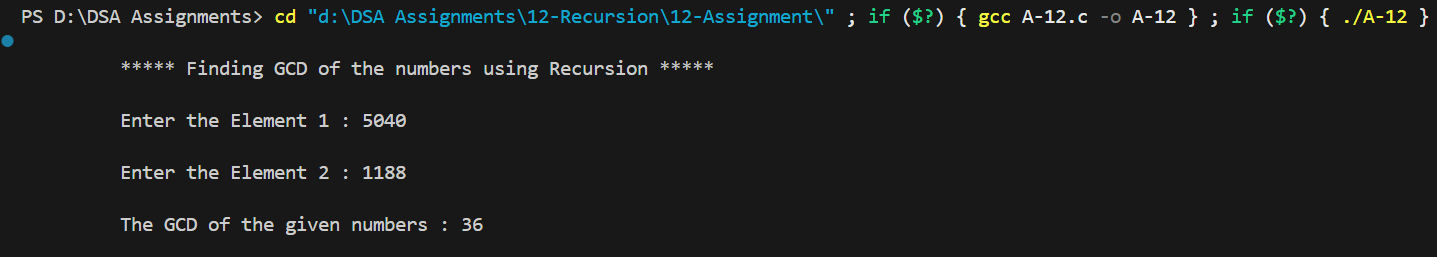 PS D:\DSA Assignments> cd "d:\DSA Assignments\12-Recursion\12-Assignment\" ; if ($?) { gcc A-12.c -o A-12 } ; if ($?) { ./A-12 }
***** Finding GCD of the numbers using Recursion *****
Enter the Element 1 : 5040
Enter the Element 2 : 1188
The GCD of the given numbers : 36